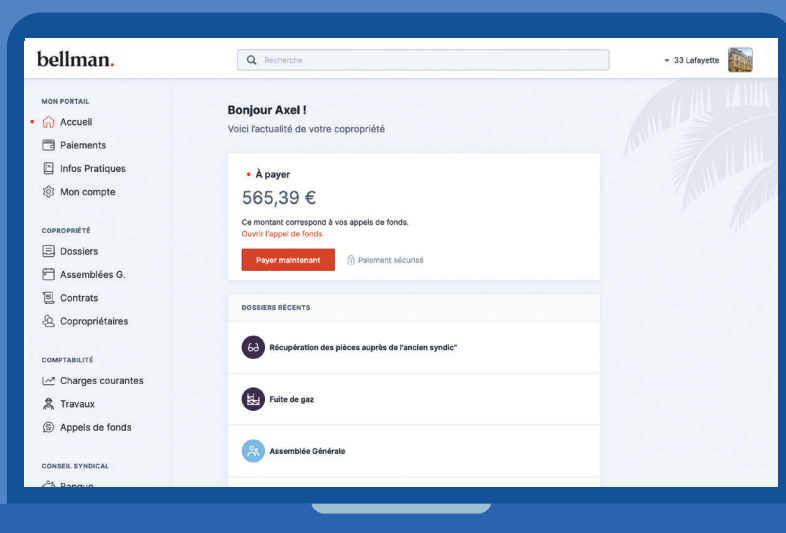 bellman.
Recherche
33 Lafayette
MON PORTAIL
Accueil
Paiements
Infos Pratiques
Mon compte
COPROPRIÉTÉ
Dossiers
Assemblées G.
Contrats
Copropriétaires
COMPTABILITÉ
Charges courantes
Travaux
Appels de fonds
CONSEIL SYNDICAL
Banque
Bonjour Axel !
Voici l'actualité de votre copropriété
À payer
565,39 €
Ce montant correspond à vos appels de fonds.
Ouvrir l'appel de fonds
Payer maintenant
Paiement sécurisé
DOSSIERS RÉCENTS
Récupération des pièces auprès de l'ancien syndic"
Fuite de gaz
Assemblée Générale